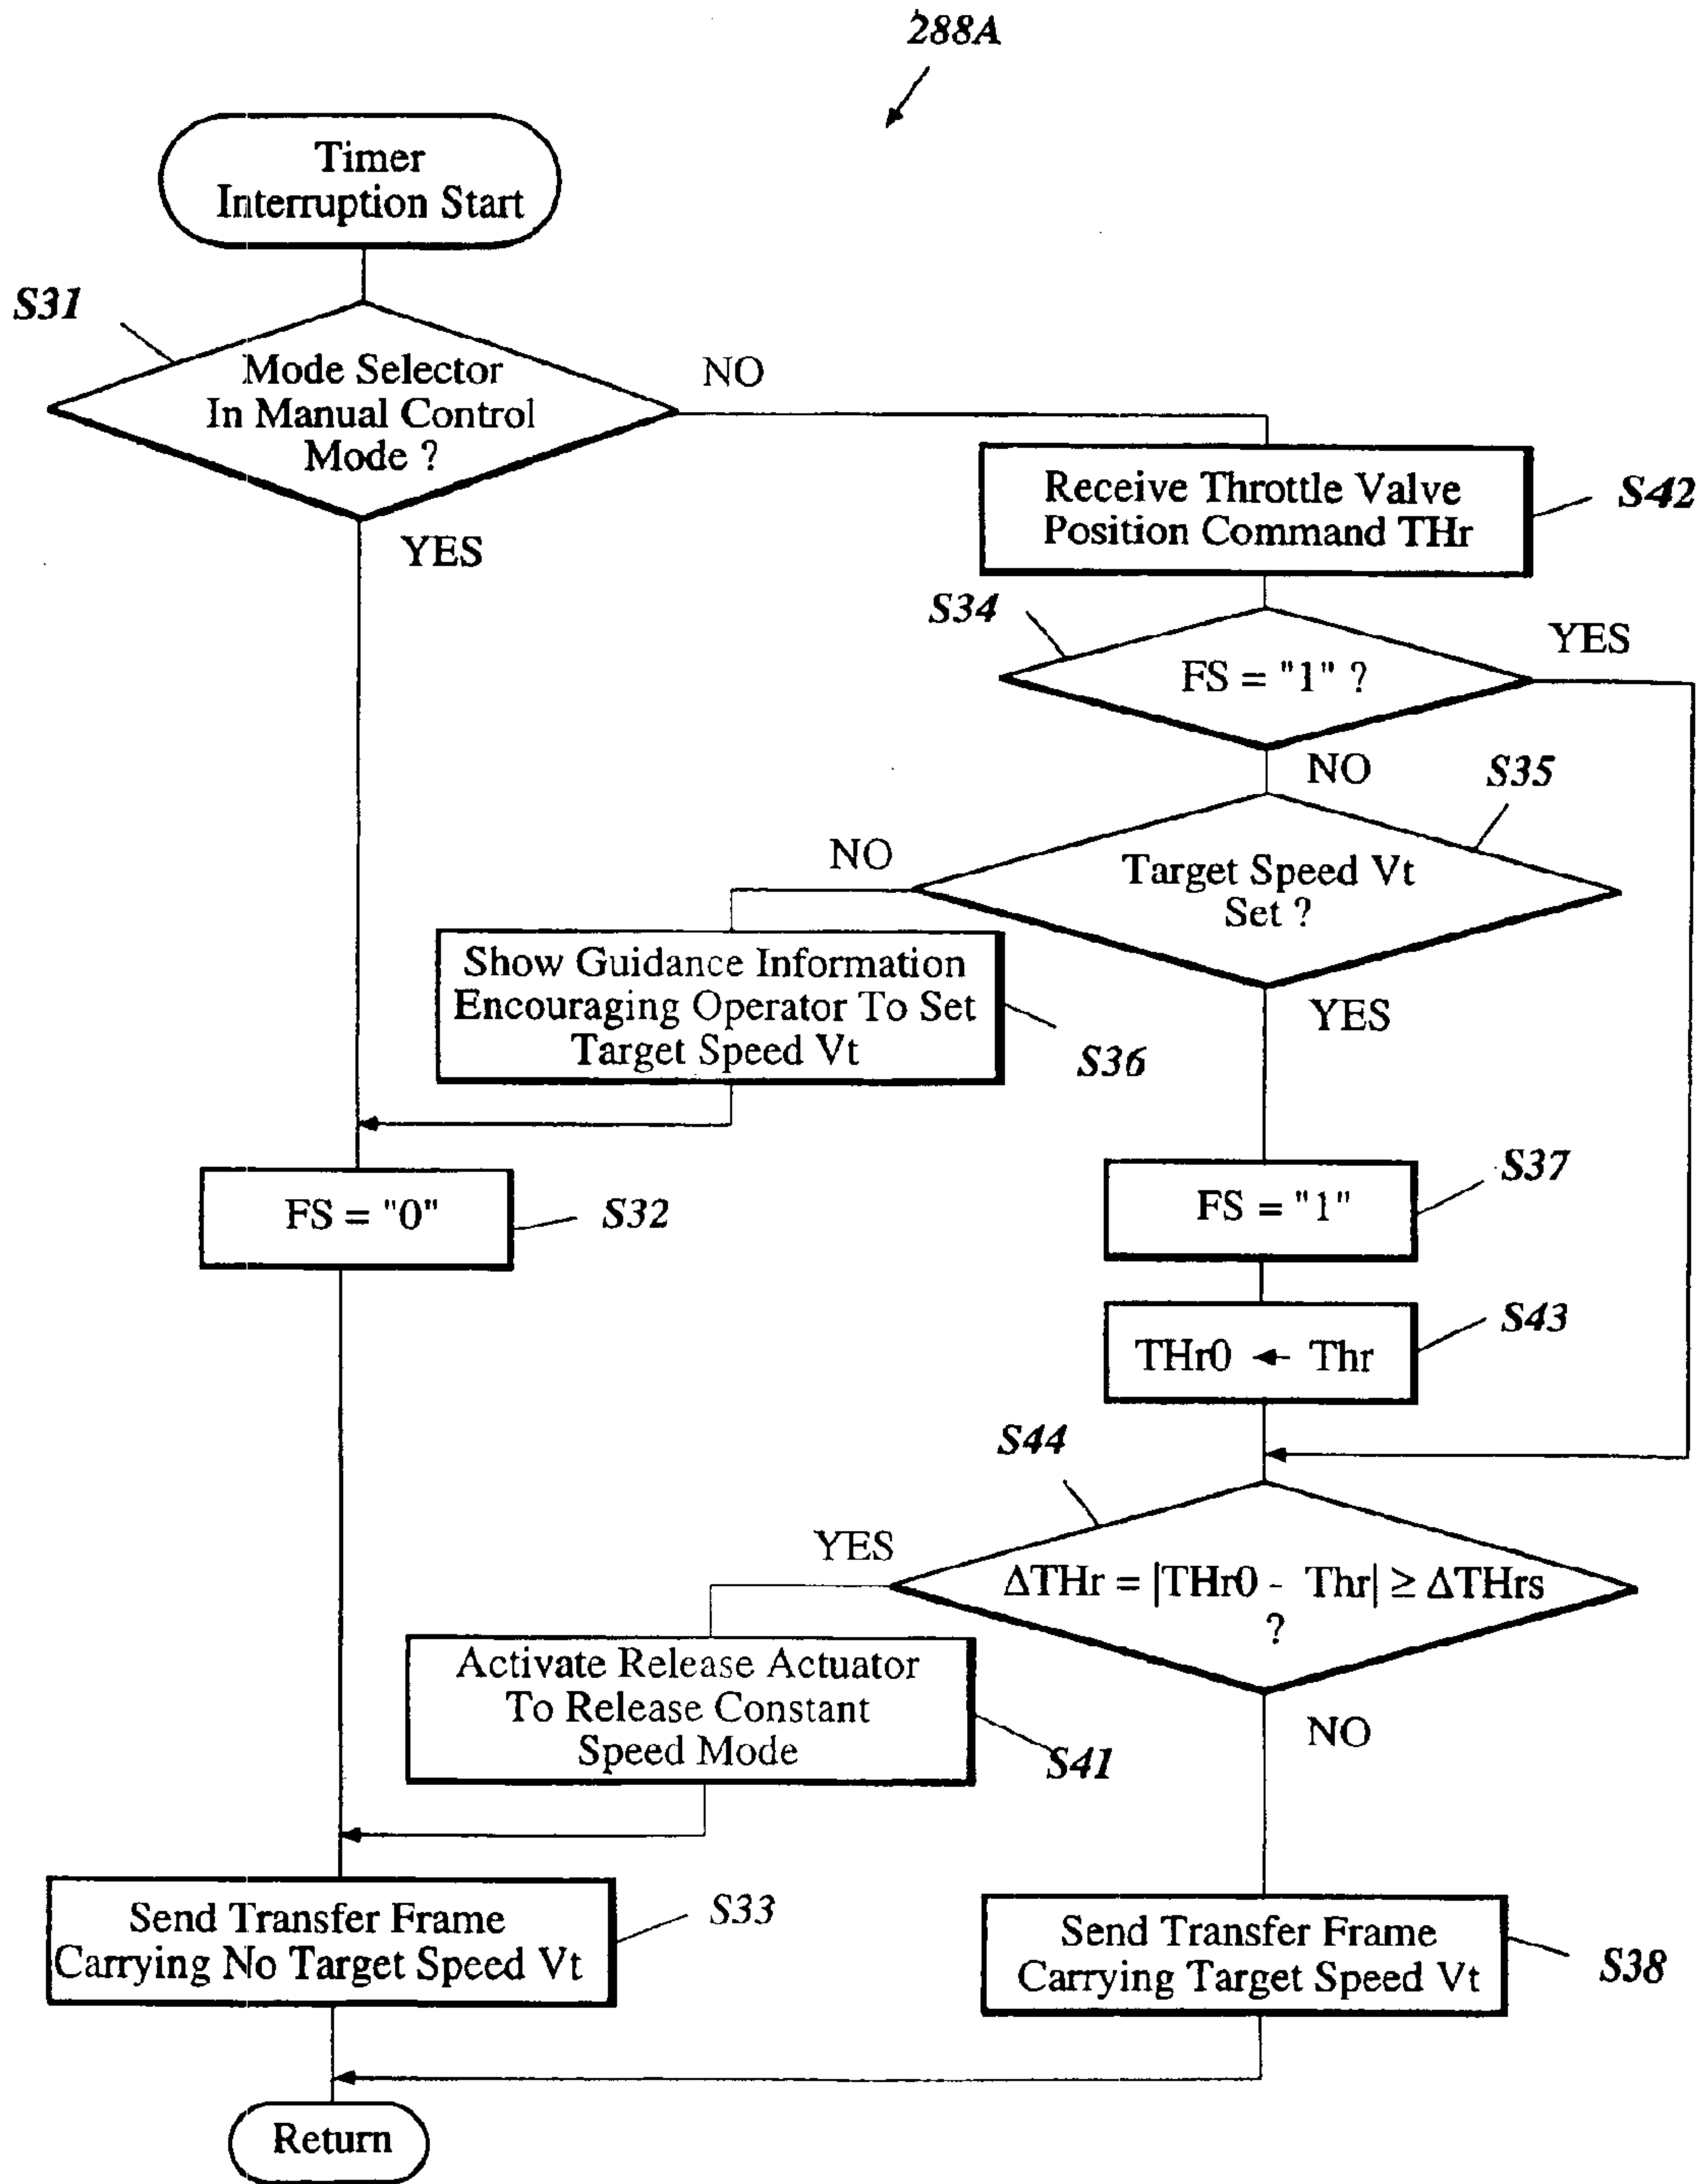 288A
Timer
Interruption Start
S31
Mode Selector
In Manual Control
Mode ?
NO
YES
Receive Throttle Valve
Position Command THr
S42
S34
FS = "1" ?
YES
NO
S35
Target Speed Vt
Set ?
NO
YES
Show Guidance Information
Encouraging Operator To Set
Target Speed Vt
S36
FS = "0"
S32
FS = "1"
S37
THr0 ← Thr
S43
S44
ΔTHr = |THr0 - Thr| ≥ ΔTHrs
?
YES
NO
Activate Release Actuator
To Release Constant
Speed Mode
S41
Send Transfer Frame
Carrying No Target Speed Vt
S33
Send Transfer Frame
Carrying Target Speed Vt
S38
Return